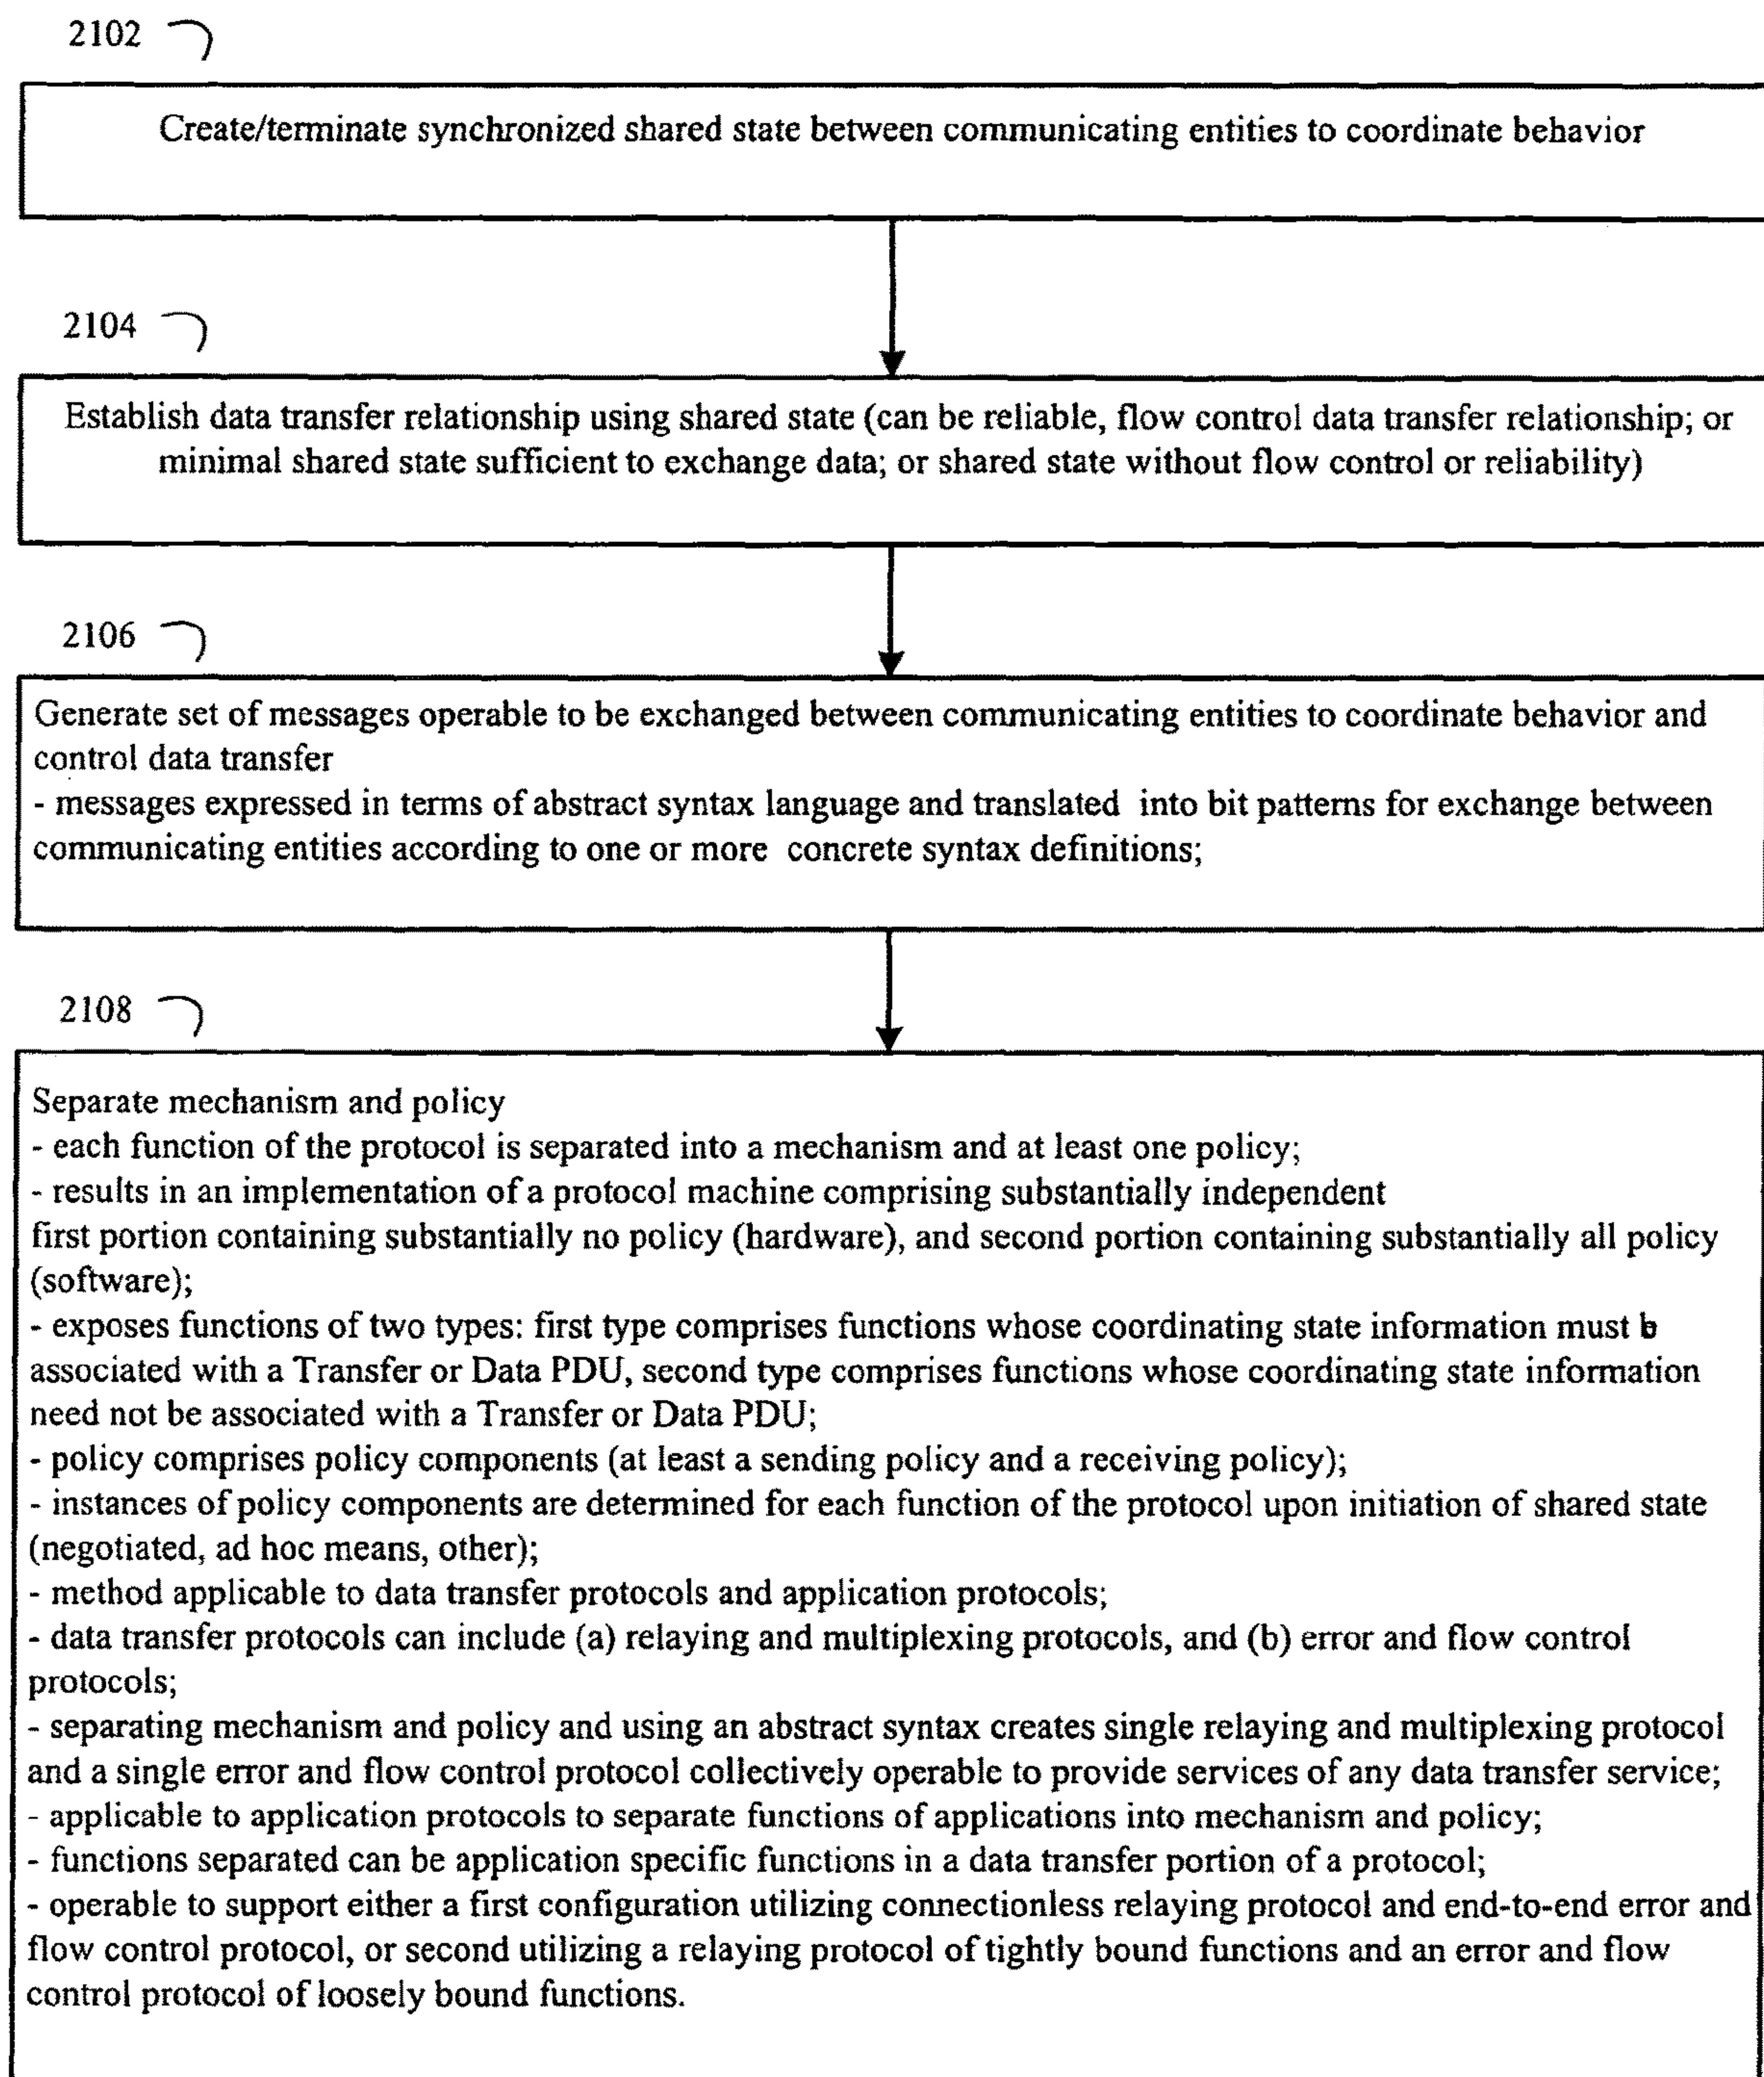 2102
Create/terminate synchronized shared state between communicating entities to coordinate behavior
2104
Establish data transfer relationship using shared state (can be reliable, flow control data transfer relationship; or
minimal shared state sufficient to exchange data; or shared state without flow control or reliability)
2106
Generate set of messages operable to be exchanged between communicating entities to coordinate behavior and
control data transfer
- messages expressed in terms of abstract syntax language and translated into bit patterns for exchange between
communicating entities according to one or more concrete syntax definitions;
2108
Separate mechanism and policy
- each function of the protocol is separated into a mechanism and at least one policy;
- results in an implementation of a protocol machine comprising substantially independent
first portion containing substantially no policy (hardware), and second portion containing substantially all policy
(software);
- exposes functions of two types: first type comprises functions whose coordinating state information must b
associated with a Transfer or Data PDU, second type comprises functions whose coordinating state information
need not be associated with a Transfer or Data PDU;
- policy comprises policy components (at least a sending policy and a receiving policy);
- instances of policy components are determined for each function of the protocol upon initiation of shared state
(negotiated, ad hoc means, other);
- method applicable to data transfer protocols and application protocols;
- data transfer protocols can include (a) relaying and multiplexing protocols, and (b) error and flow control
protocols;
- separating mechanism and policy and using an abstract syntax creates single relaying and multiplexing protocol
and a single error and flow control protocol collectively operable to provide services of any data transfer service;
- applicable to application protocols to separate functions of applications into mechanism and policy;
- functions separated can be application specific functions in a data transfer portion of a protocol;
- operable to support either a first configuration utilizing connectionless relaying protocol and end-to-end error and
flow control protocol, or second utilizing a relaying protocol of tightly bound functions and an error and flow
control protocol of loosely bound functions.